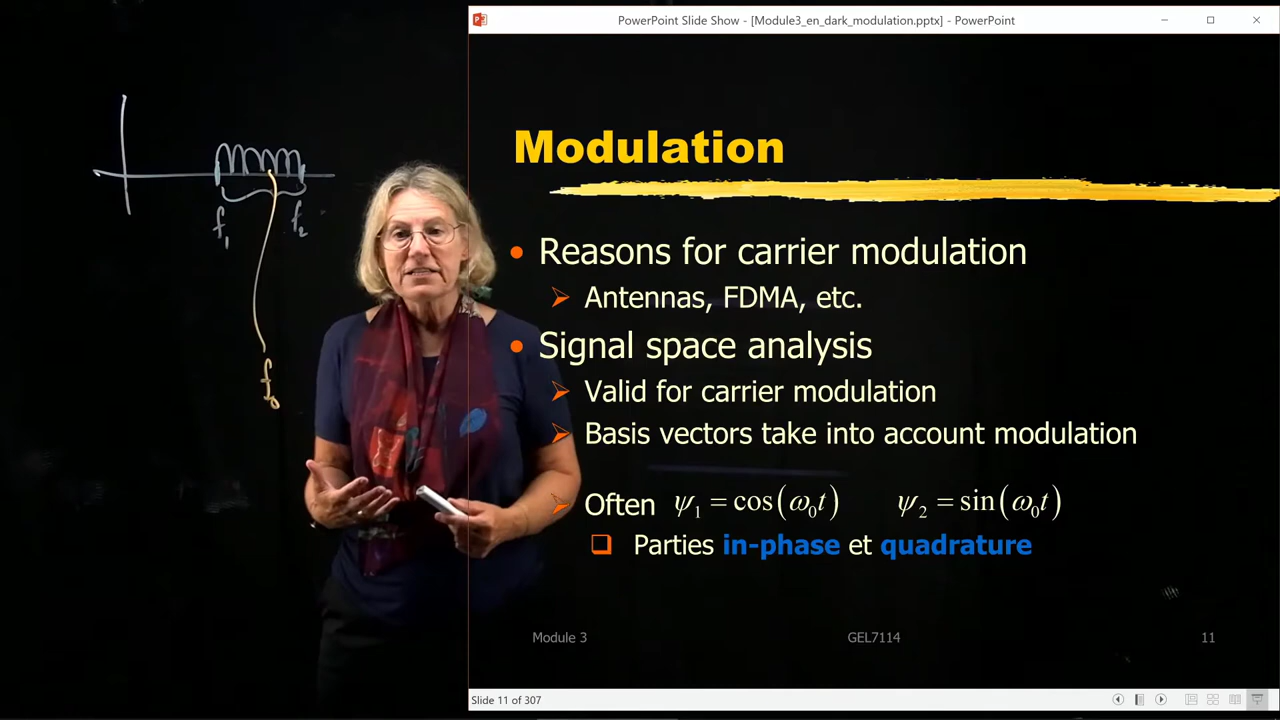 PowerPoint Slide Show - [Module3_en_dark_modulation.pptx] - PowerPoint
Modulation
• Reasons for carrier modulation
➢ Antennas, FDMA, etc.
• Signal space analysis
➢ Valid for carrier modulation
➢ Basis vectors take into account modulation
➢ Often ψ₁ = cos(ω₀t) ψ₂ = sin(ω₀t)
❑ Parties in-phase et quadrature
Module 3 GEL7114 11
Slide 11 of 307
f₁ f₂
f₀